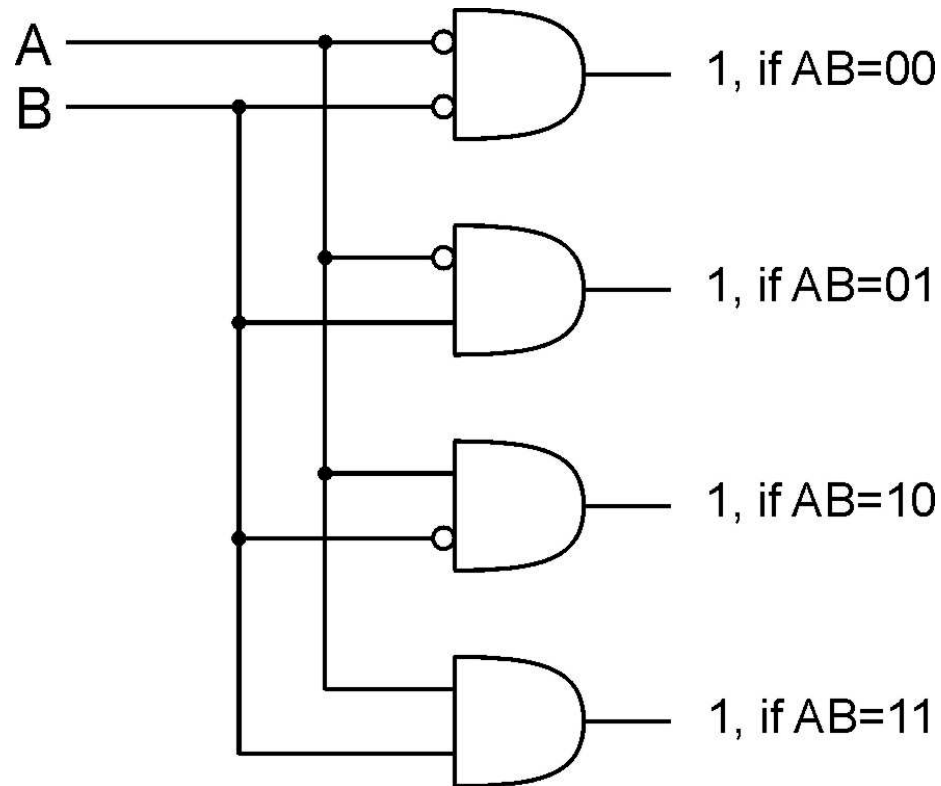 A
B
1, if AB=00
1, if AB=01
1, if AB=10
1, if AB=11